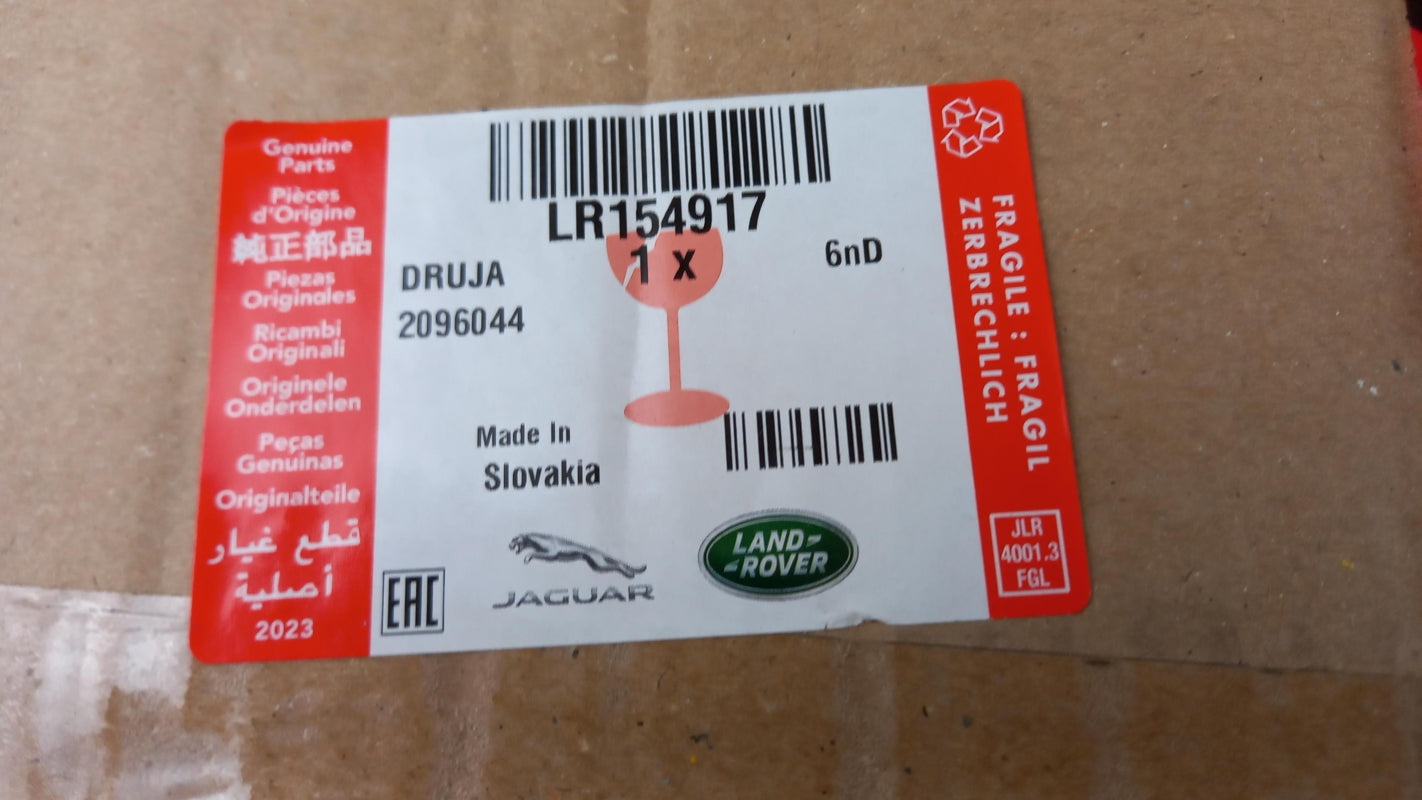 Genuine
Parts
Pièces
d'Origine
純正部品
Piezas
Originales
Ricambi
Originali
Originele
Onderdelen
Peças
Genuinas
Originalteile
قطع غيار
أصلية
2023
LR154917
1 x
6nD
DRUJA
2096044
Made In
Slovakia
EAC
JAGUAR
LAND-
-ROVER
FRAGILE : FRAGIL
ZERBRECHLICH
JLR
4001.3
FGL